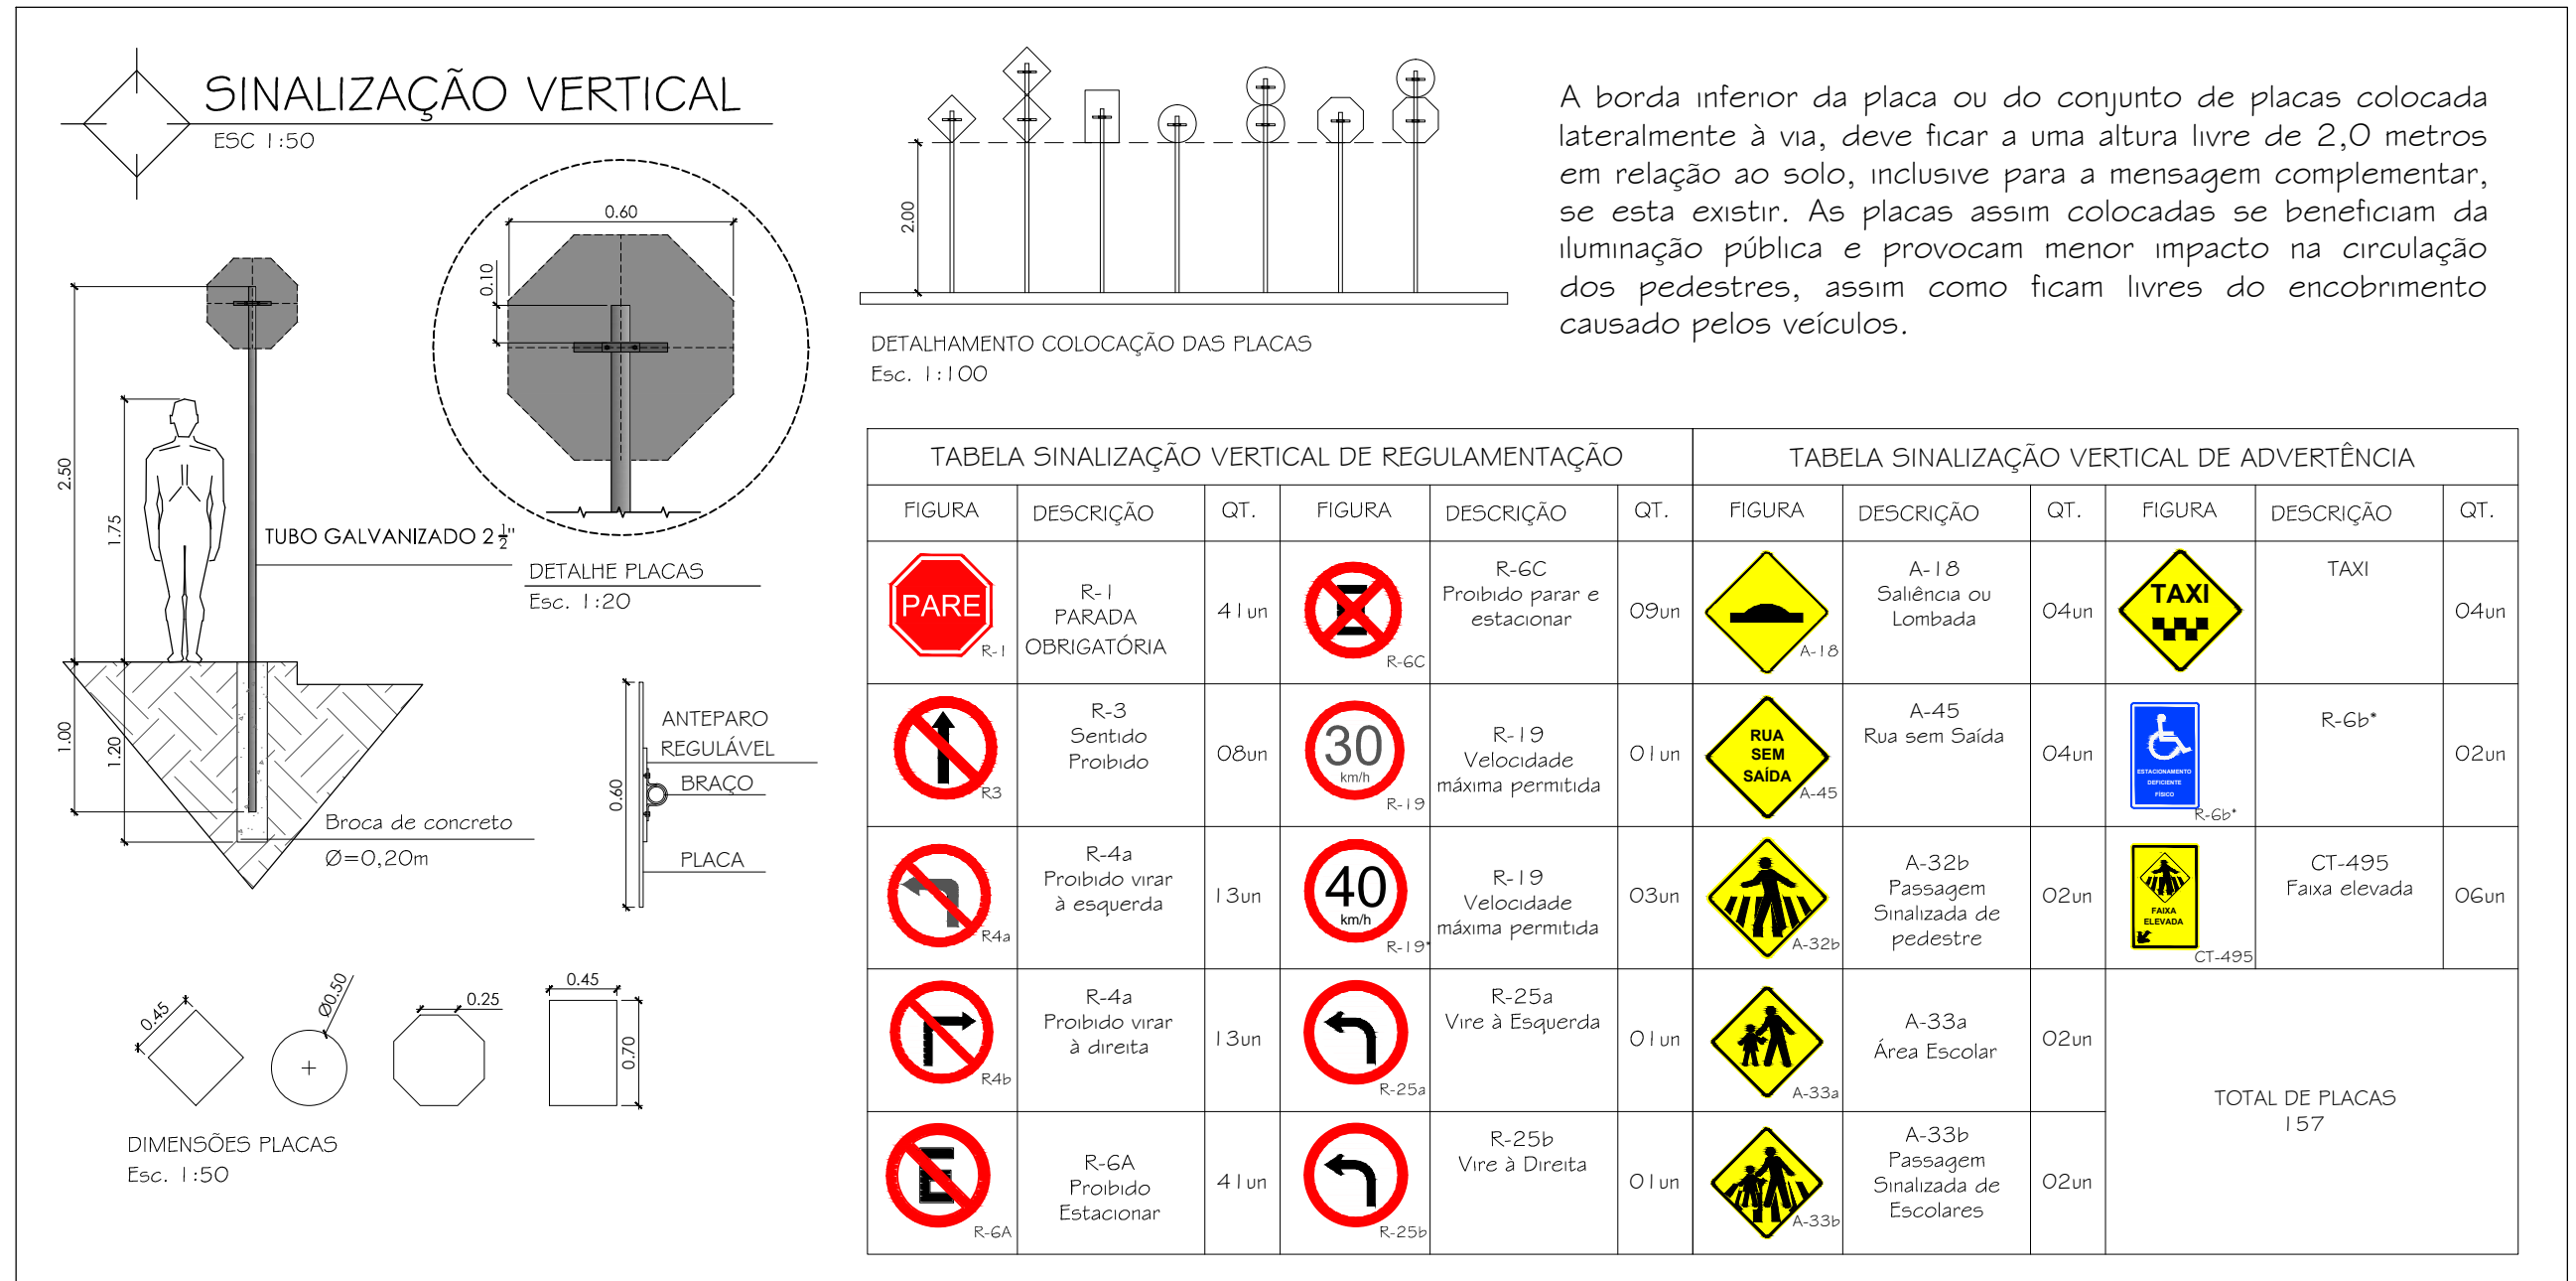 SINALIZAÇÃO VERTICAL
ESC 1:50
0.60
0.10
2.50
1.75
TUBO GALVANIZADO 2 ½"
DETALHE PLACAS
Esc. 1:20
1.00
1.20
Broca de concreto
Ø=0,20m
0.60
ANTEPARO
REGULÁVEL
BRAÇO
PLACA
0.45
Ø0.50
0.25
0.45
0.70
DIMENSÕES PLACAS
Esc. 1:50
2.00
DETALHAMENTO COLOCAÇÃO DAS PLACAS
Esc. 1:100
A borda inferior da placa ou do conjunto de placas colocada
lateralmente à via, deve ficar a uma altura livre de 2,0 metros
em relação ao solo, inclusive para a mensagem complementar,
se esta existir. As placas assim colocadas se beneficiam da
iluminação pública e provocam menor impacto na circulação
dos pedestres, assim como ficam livres do encobrimento
causado pelos veículos.
TABELA SINALIZAÇÃO VERTICAL DE REGULAMENTAÇÃO
TABELA SINALIZAÇÃO VERTICAL DE ADVERTÊNCIA
FIGURA DESCRIÇÃO QT. FIGURA DESCRIÇÃO QT. FIGURA DESCRIÇÃO QT. FIGURA DESCRIÇÃO QT.
PARE
R-1
R-1
PARADA
OBRIGATÓRIA
41un
R-6C
R-6C
Proibido parar e
estacionar
09un
A-18
A-18
Saliência ou
Lombada
04un
TAXI
TAXI
04un
R3
R-3
Sentido
Proibido
08un
30
km/h
R-19
R-19
Velocidade
máxima permitida
01un
RUA
SEM
SAÍDA
A-45
A-45
Rua sem Saída
04un
ESTACIONAMENTO
DEFICIENTE
FÍSICO
R-6b*
R-6b*
02un
R4a
R-4a
Proibido virar
à esquerda
13un
40
km/h
R-19*
R-19
Velocidade
máxima permitida
03un
A-32b
A-32b
Passagem
Sinalizada de
pedestre
02un
FAIXA
ELEVADA
CT-495
CT-495
Faixa elevada
06un
R4b
R-4a
Proibido virar
à direita
13un
R-25a
R-25a
Vire à Esquerda
01un
A-33a
A-33a
Área Escolar
02un
TOTAL DE PLACAS
157
E
R-6A
R-6A
Proibido
Estacionar
41un
R-25b
R-25b
Vire à Direita
01un
A-33b
A-33b
Passagem
Sinalizada de
Escolares
02un